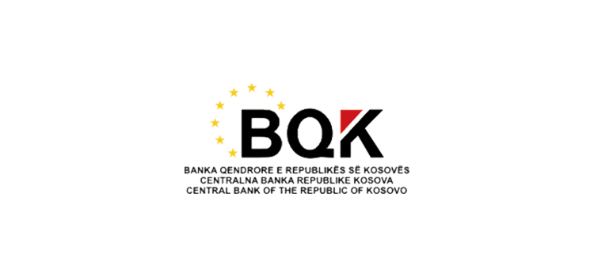 BQK
BANKA QENDRORE E REPUBLIKËS SË KOSOVËS
CENTRALNA BANKA REPUBLIKE KOSOVA
CENTRAL BANK OF THE REPUBLIC OF KOSOVO